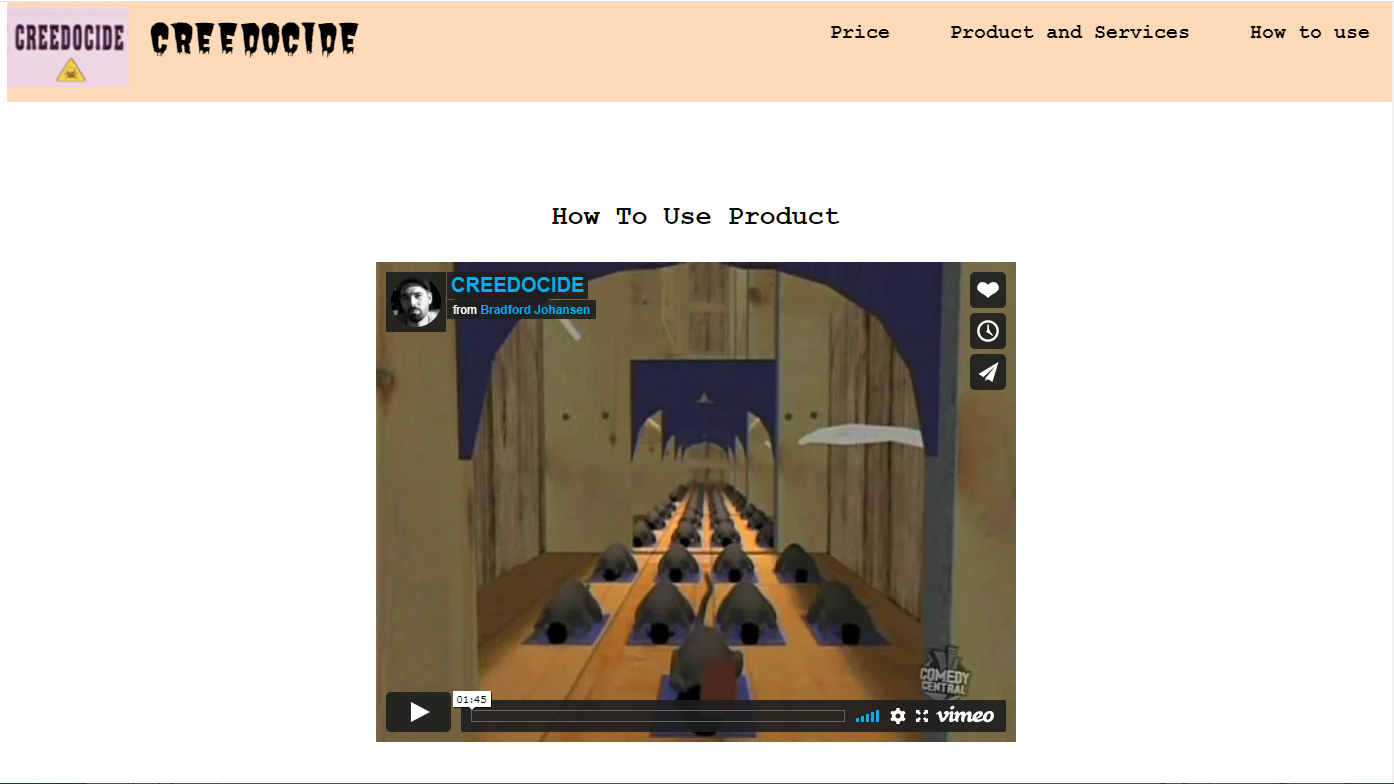 CREEDOCIDE
CREEDOCIDE
Price
Product and Services
How to use
How To Use Product
CREEDOCIDE
from Bradford Johansen
COMEDY
CENTRAL
01:45
vimeo